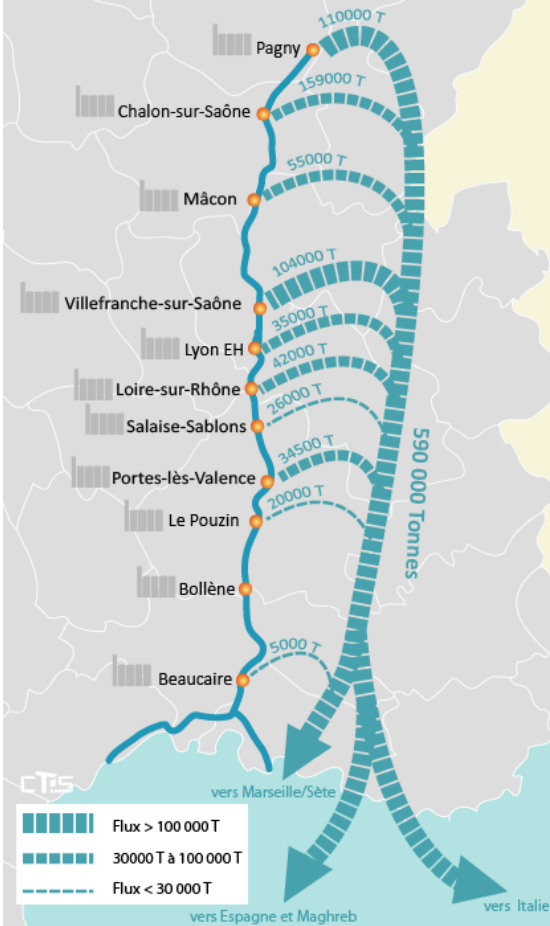 110000 T
Pagny
159000 T
Chalon-sur-Saône
55000 T
Mâcon
104000 T
Villefranche-sur-Saône
35000 T
Lyon EH
42000 T
Loire-sur-Rhône
26000 T
Salaise-Sablons
34500 T
Portes-lès-Valence
20000 T
Le Pouzin
590 000 Tonnes
Bollène
5000 T
Beaucaire
CTS
vers Marseille/Sète
Flux > 100 000 T
30000 T à 100 000 T
Flux < 30 000 T
vers Espagne et Maghreb
vers Italie